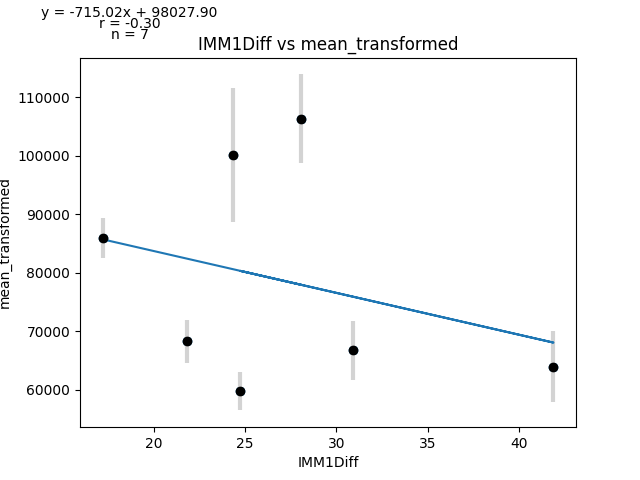 y = -715.02x + 98027.90
r = -0.30
n = 7
IMM1Diff vs mean_transformed
110000
100000
90000
80000
70000
60000
mean_transformed
20
25
30
35
40
IMM1Diff